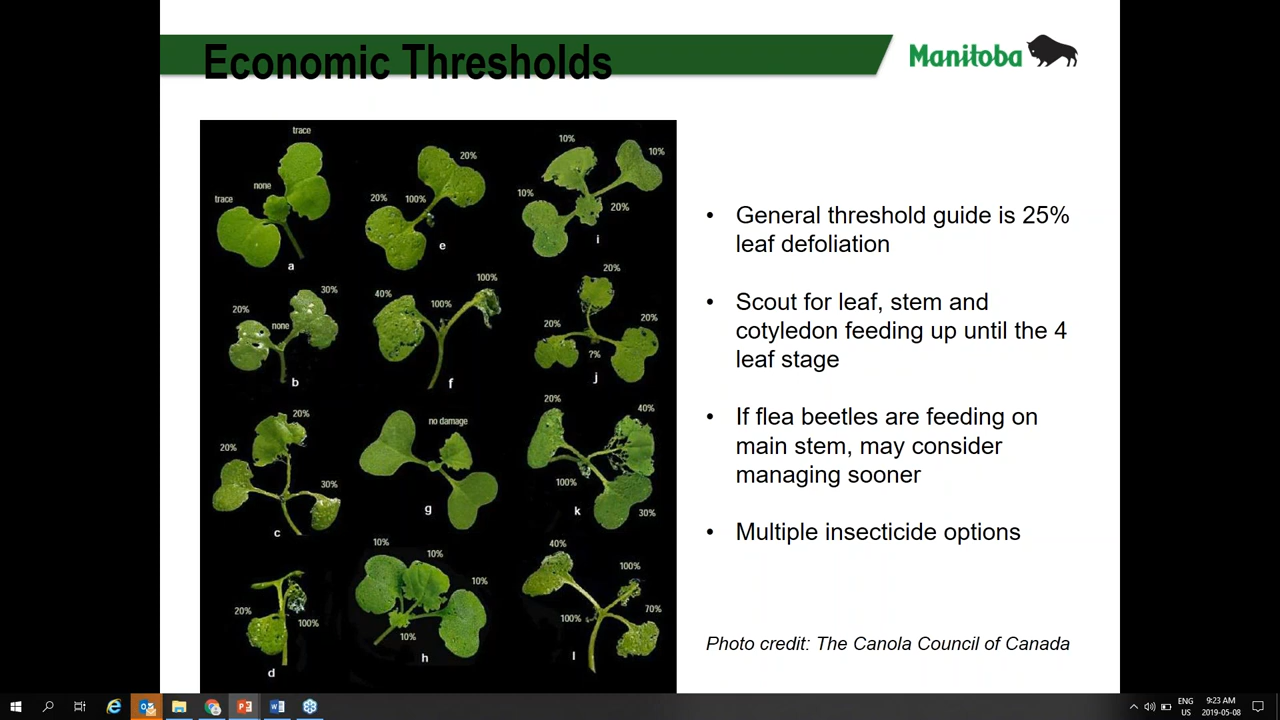 Economic Thresholds
Manitoba
trace
none
trace
a
20%
20%
100%
e
10%
10%
10%
20%
i
20%
30%
none
b
40%
100%
100%
f
20%
20%
20%
?%
j
20%
20%
30%
c
no damage
g
20%
40%
100%
30%
k
20%
100%
d
10%
10%
10%
10%
h
40%
100%
100%
70%
l
• General threshold guide is 25%
leaf defoliation
• Scout for leaf, stem and
cotyledon feeding up until the 4
leaf stage
• If flea beetles are feeding on
main stem, may consider
managing sooner
• Multiple insecticide options
Photo credit: The Canola Council of Canada
ENG
US
9:23 AM
2019-05-08